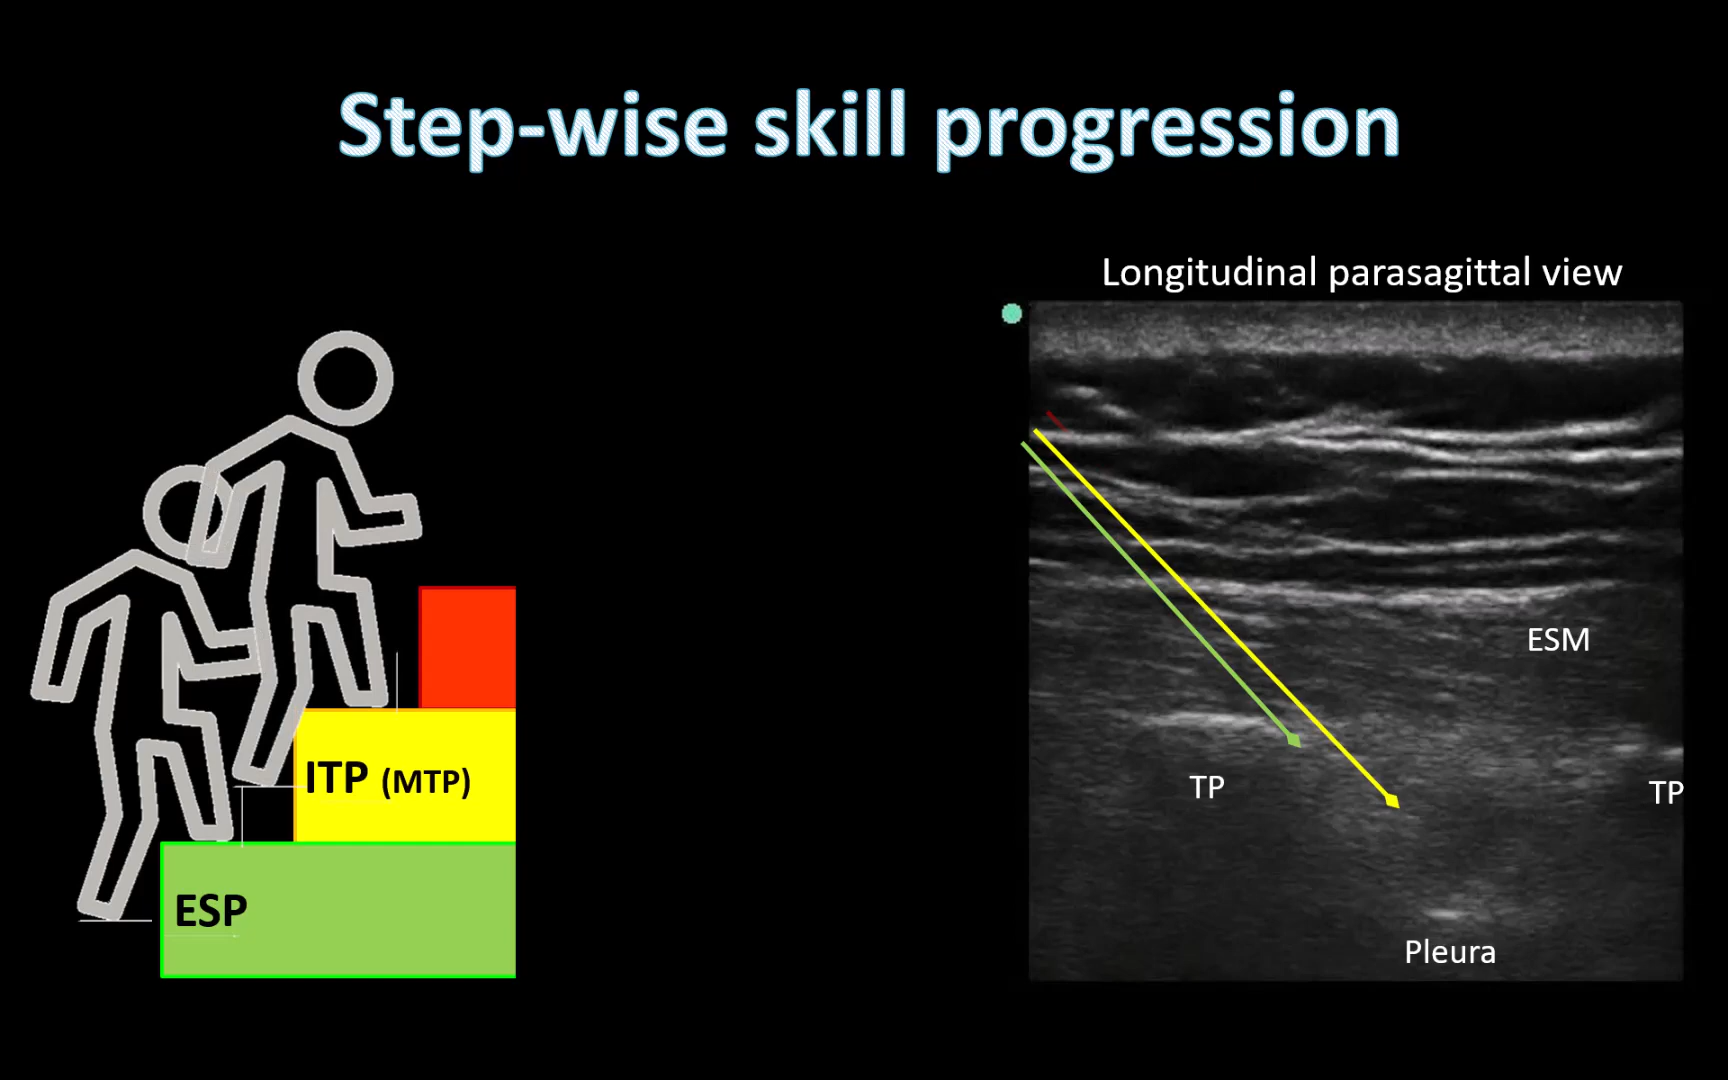 Step-wise skill progression
Longitudinal parasagittal view
ITP (MTP)
ESP
ESM
TP
TP
Pleura